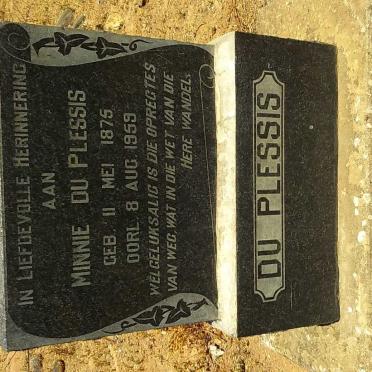 IN LIEFDEVOLLE HERINNERING
AAN
MINNIE DU PLESSIS
GEB. 11 MEI 1875
OORL. 8 AUG. 1959
WELGELUKSALIG IS DIE OPREGTES
VAN WEG, WAT IN DIE WET VAN DIE
HERE WANDEL.
DU PLESSIS